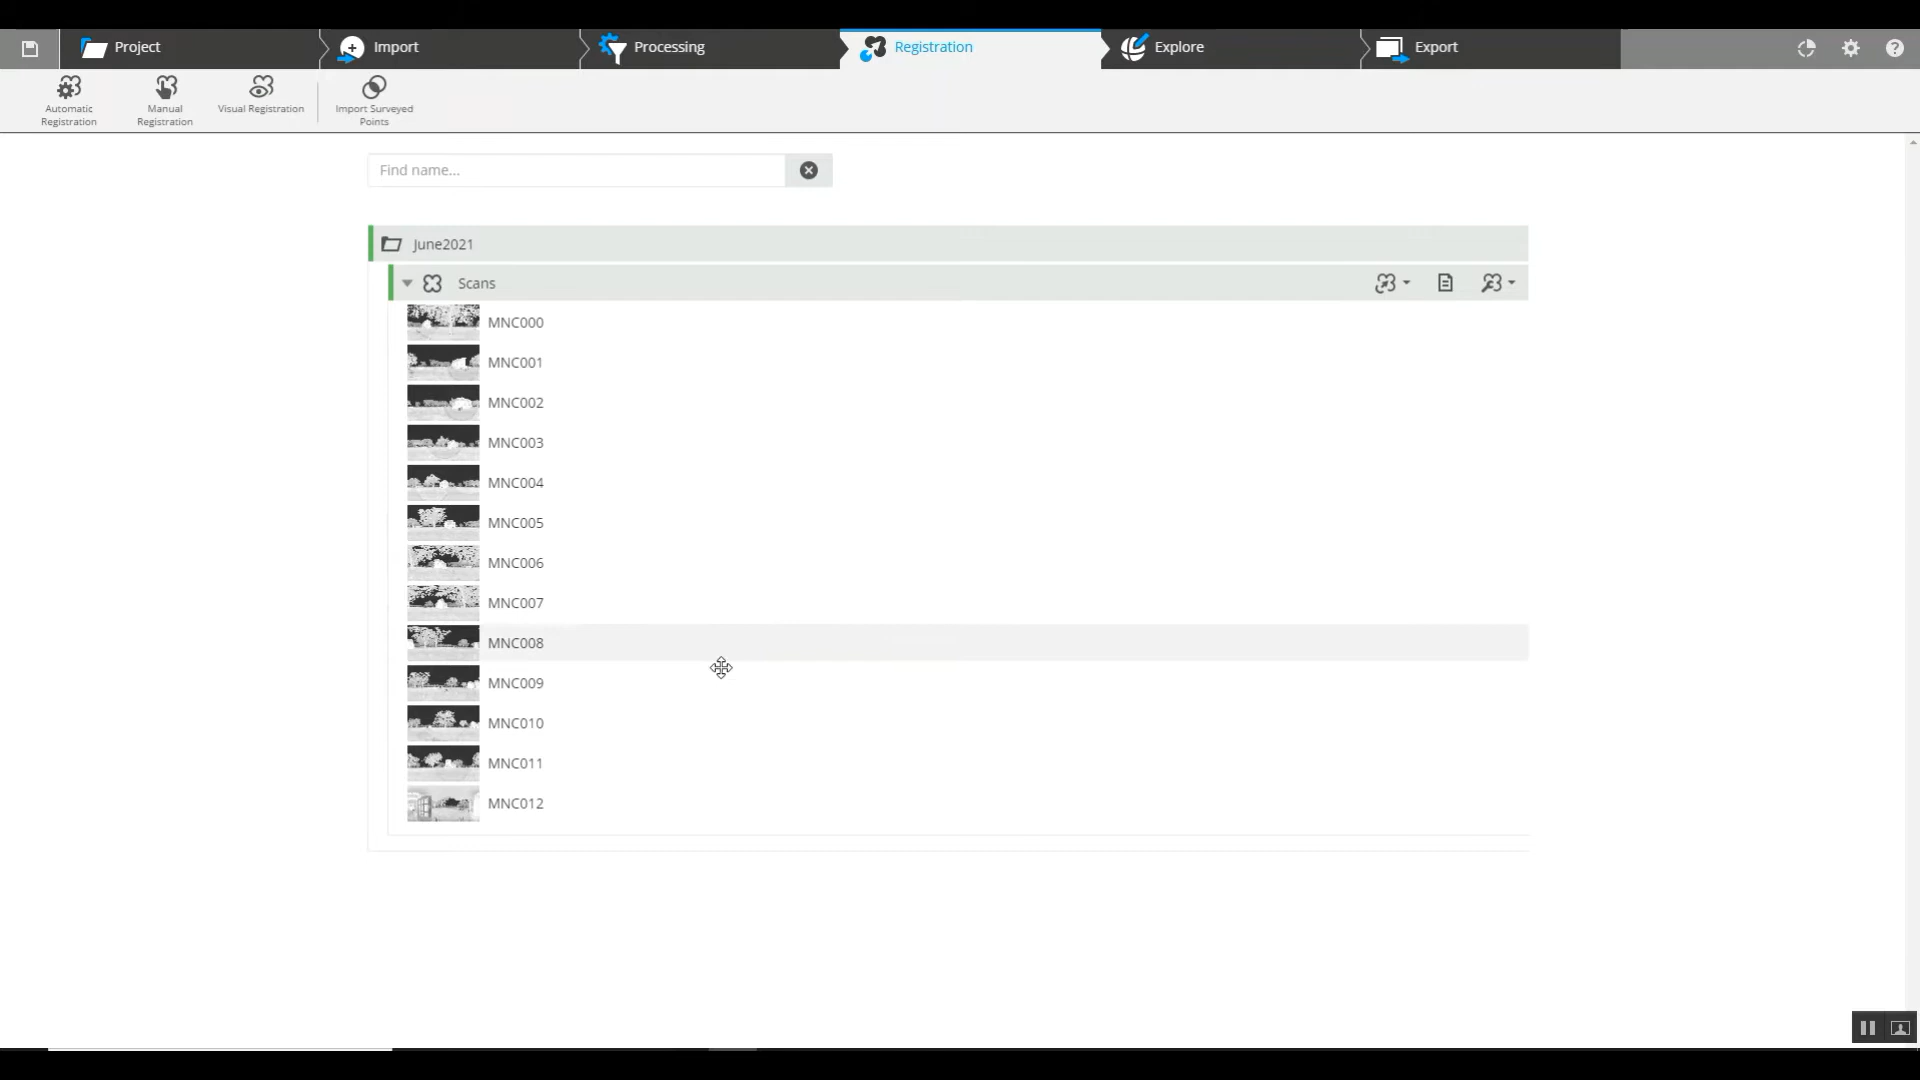 Project
Import
Processing
Registration
Explore
Export
Automatic
Registration
Manual
Registration
Visual Registration
Import Surveyed
Points
Find name...
June2021
Scans
MNC000
MNC001
MNC002
MNC003
MNC004
MNC005
MNC006
MNC007
MNC008
MNC009
MNC010
MNC011
MNC012